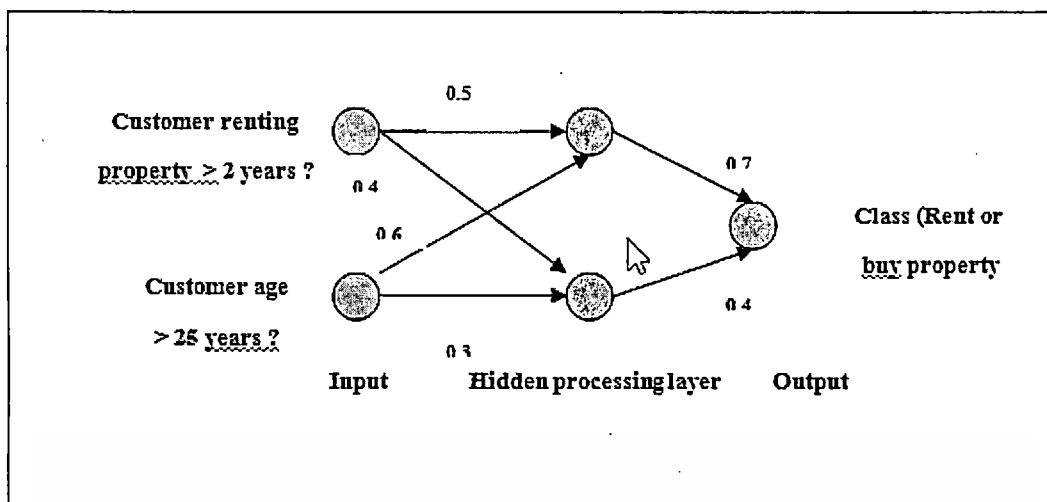 0.5
Customer renting
property > 2 years ?
0.4
0.7
0.6
Class (Rent or
buy property
Customer age
> 25 years ?
0.4
0.3
Input Hidden processing layer Output